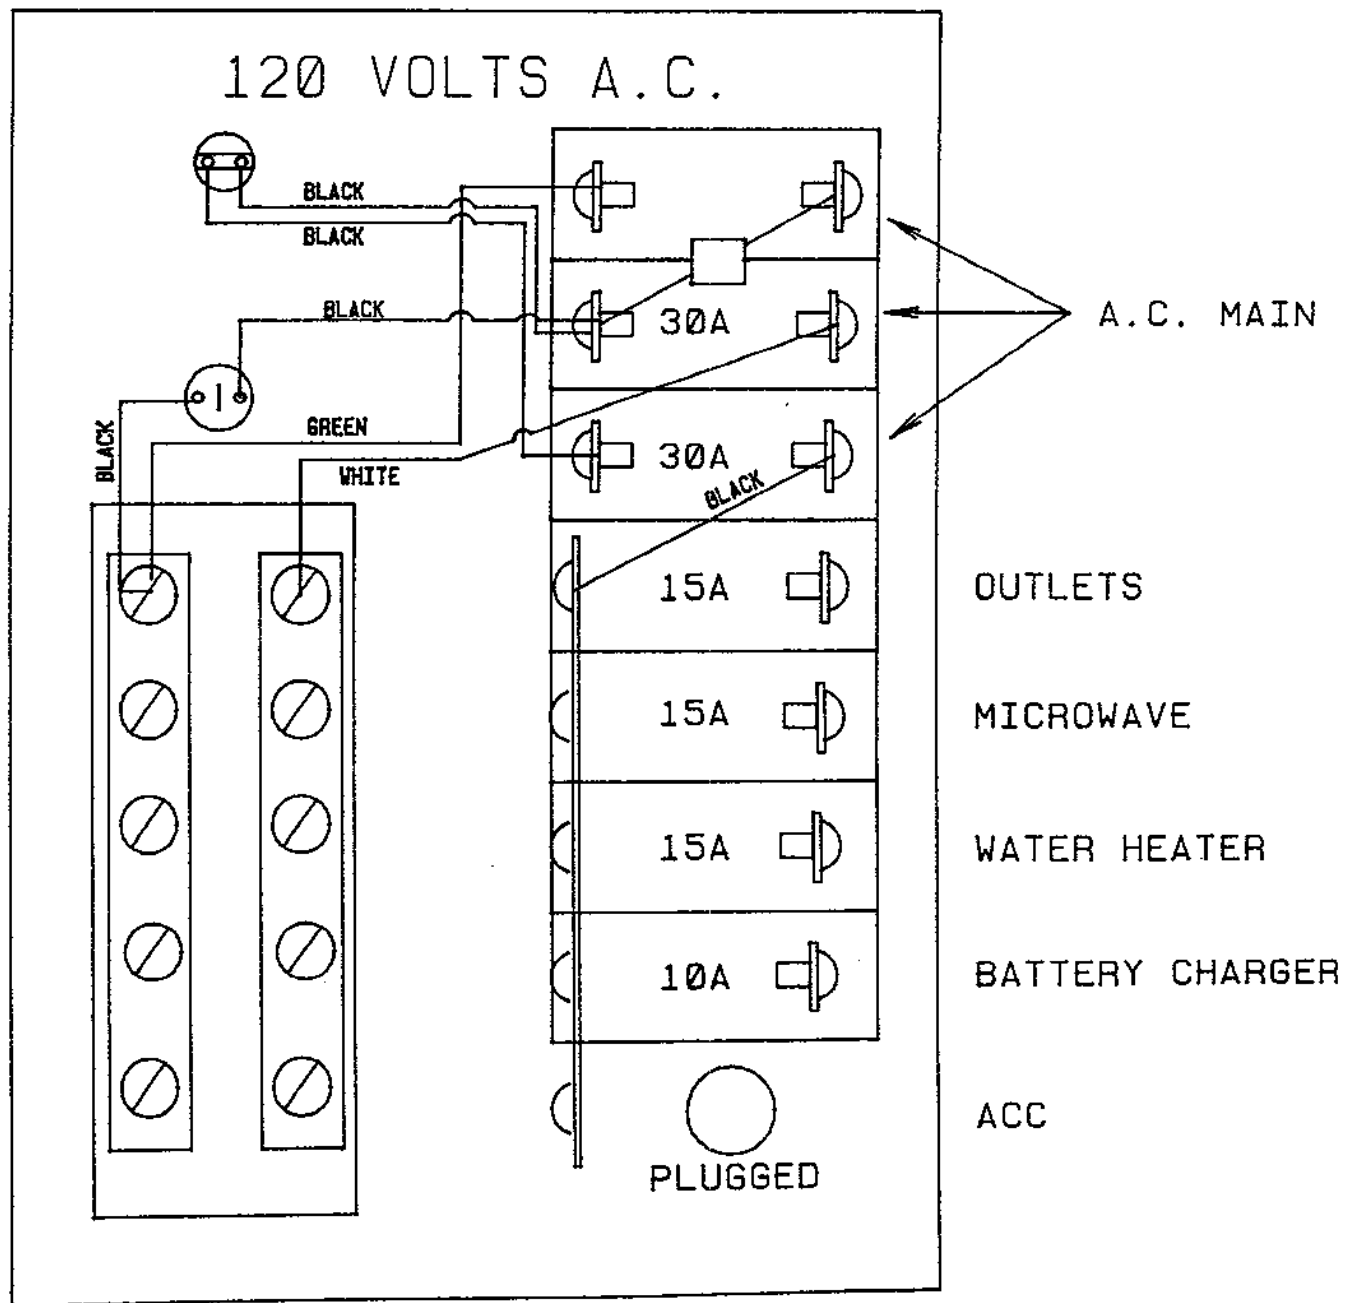 120 VOLTS A.C.
BLACK
BLACK
BLACK
30A
A.C. MAIN
GREEN
BLACK
WHITE
30A
BLACK
15A
OUTLETS
15A
MICROWAVE
15A
WATER HEATER
10A
BATTERY CHARGER
ACC
PLUGGED